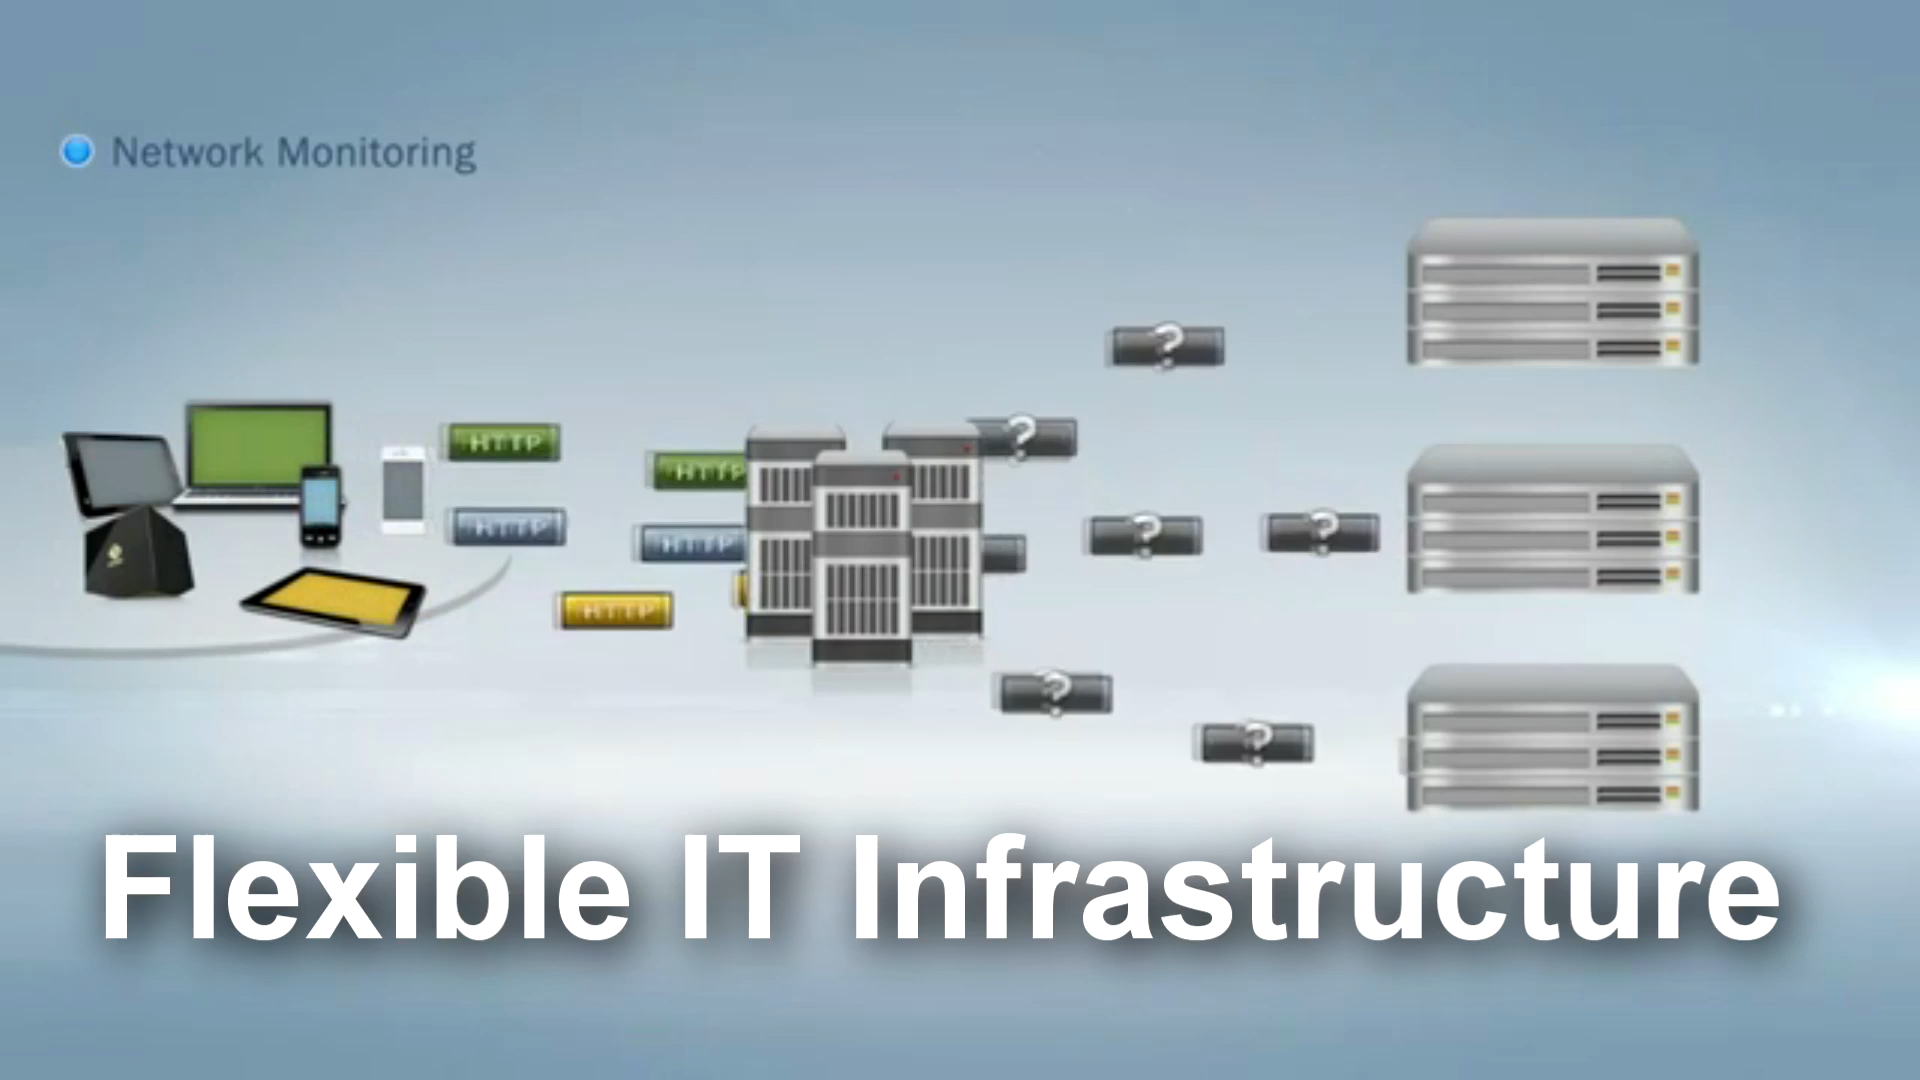 Network Monitoring
?
HTTP
?
HTTP
HTTP
HTTP
?
?
HTTP
?
?
Flexible IT Infrastructure